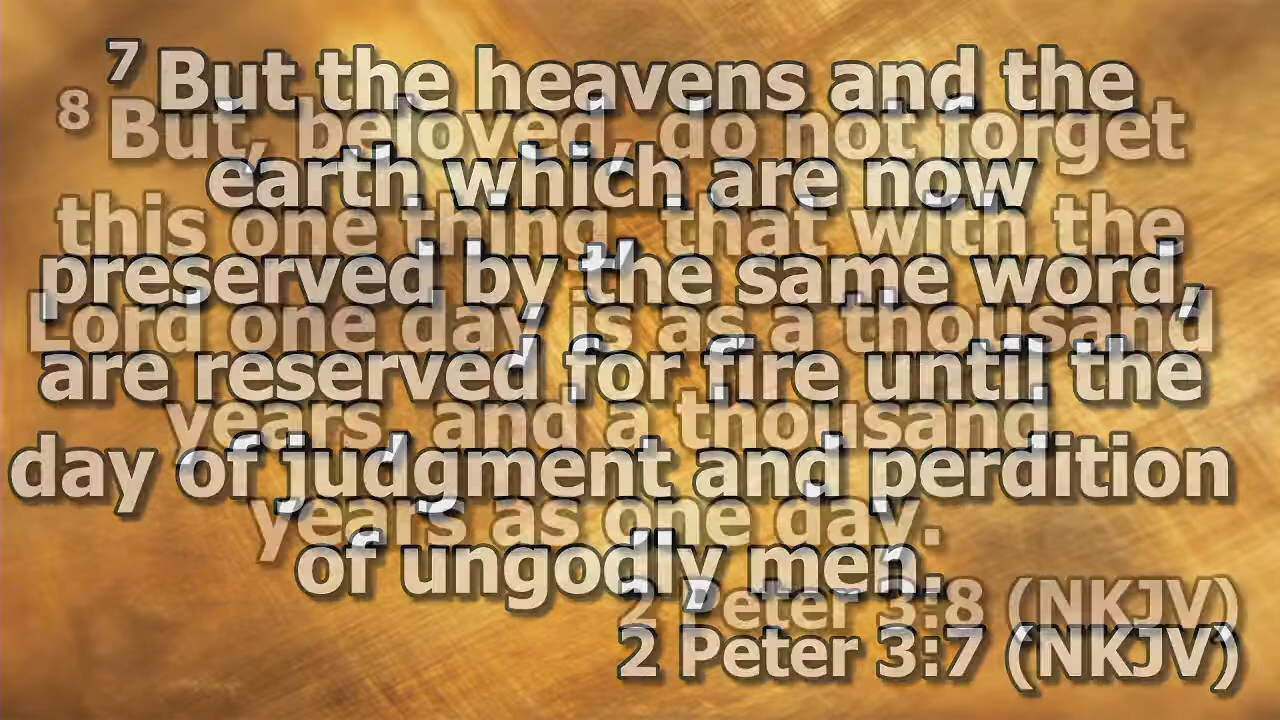 7 But the heavens and the
earth which are now
preserved by the same word,
are reserved for fire until the
day of judgment and perdition
of ungodly men.
2 Peter 3:7 (NKJV)
8 But, beloved, do not forget
this one thing, that with the
Lord one day is as a thousand
years, and a thousand
years as one day.
2 Peter 3:8 (NKJV)